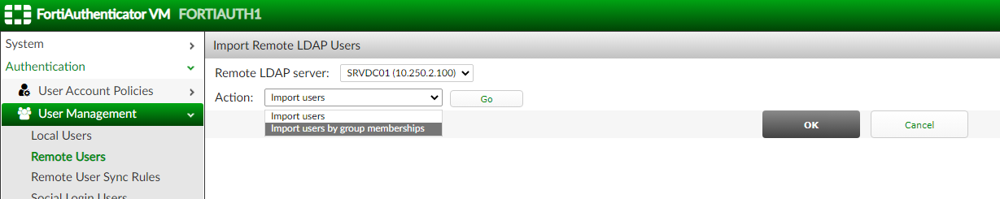 FortiAuthenticator VM FORTIAUTH1
System
Authentication
User Account Policies
User Management
Local Users
Remote Users
Remote User Sync Rules
Social Login Users
Import Remote LDAP Users
Remote LDAP server: SRVDC01 (10.250.2.100)
Action: Import users Go
Import users
Import users by group memberships
OK Cancel